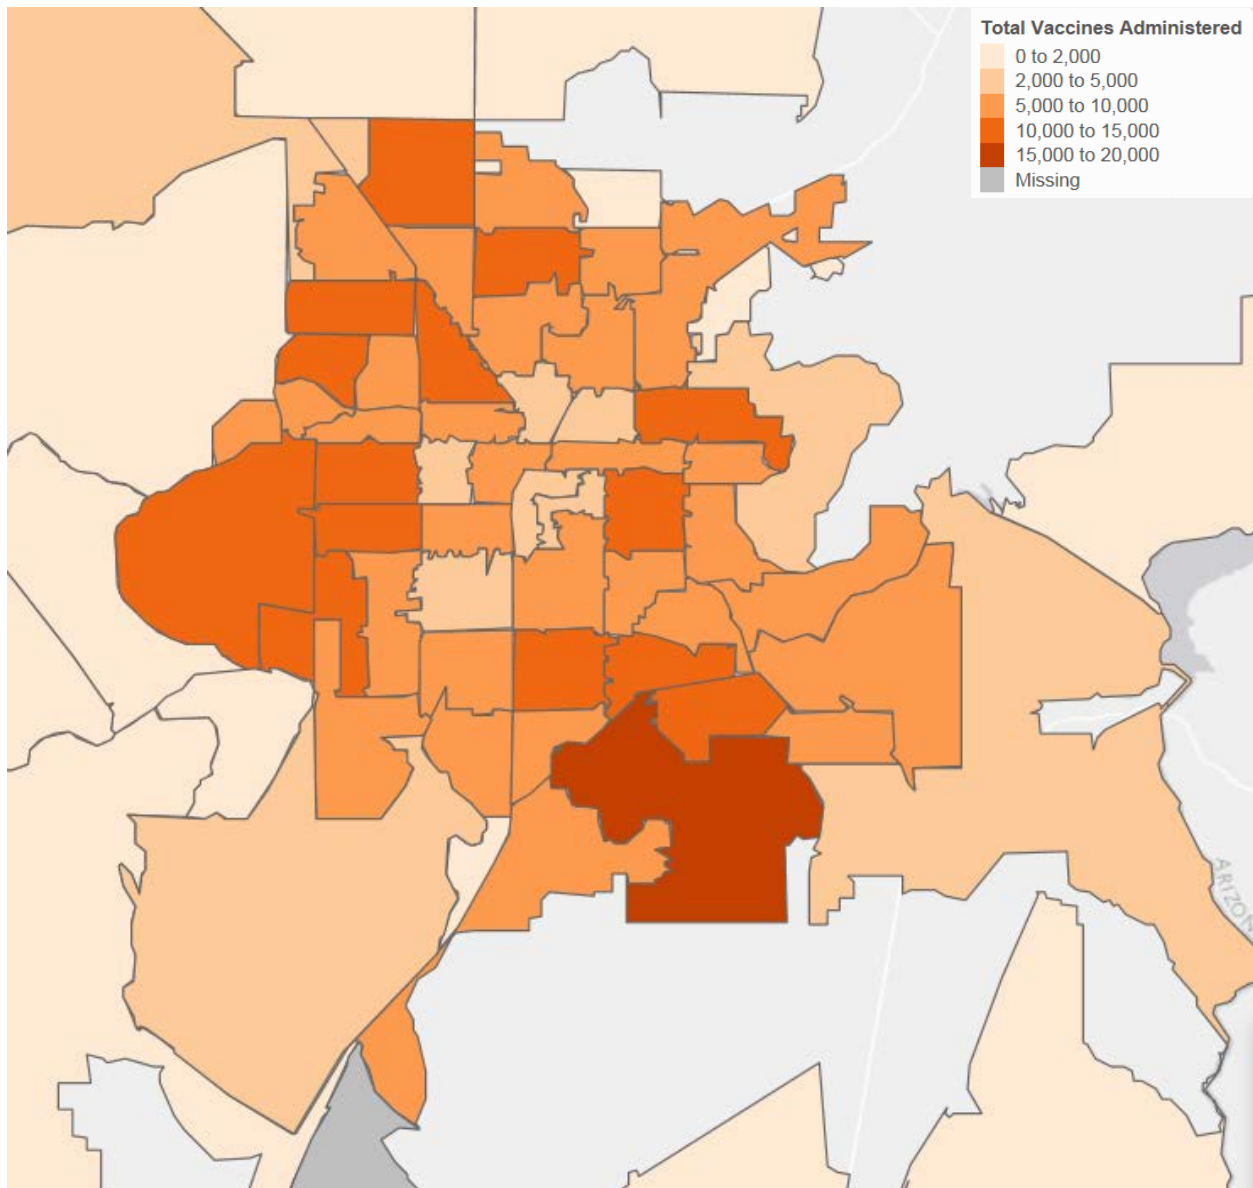 Total Vaccines Administered
0 to 2,000
2,000 to 5,000
5,000 to 10,000
10,000 to 15,000
15,000 to 20,000
Missing
ARIZON